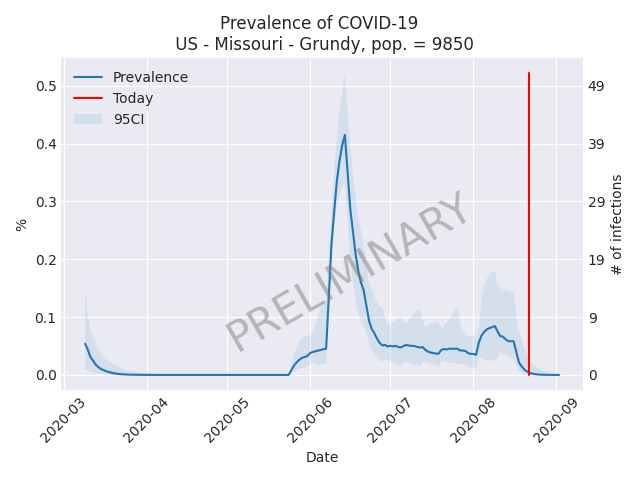 Prevalence of COVID-19
US - Missouri - Grundy, pop. = 9850
Prevalence
Today
95CI
0.5
0.4
0.3
0.2
0.1
0.0
%
49
39
29
19
9
0
# of infections
PRELIMINARY
2020-03
2020-04
2020-05
2020-06
2020-07
2020-08
2020-09
Date